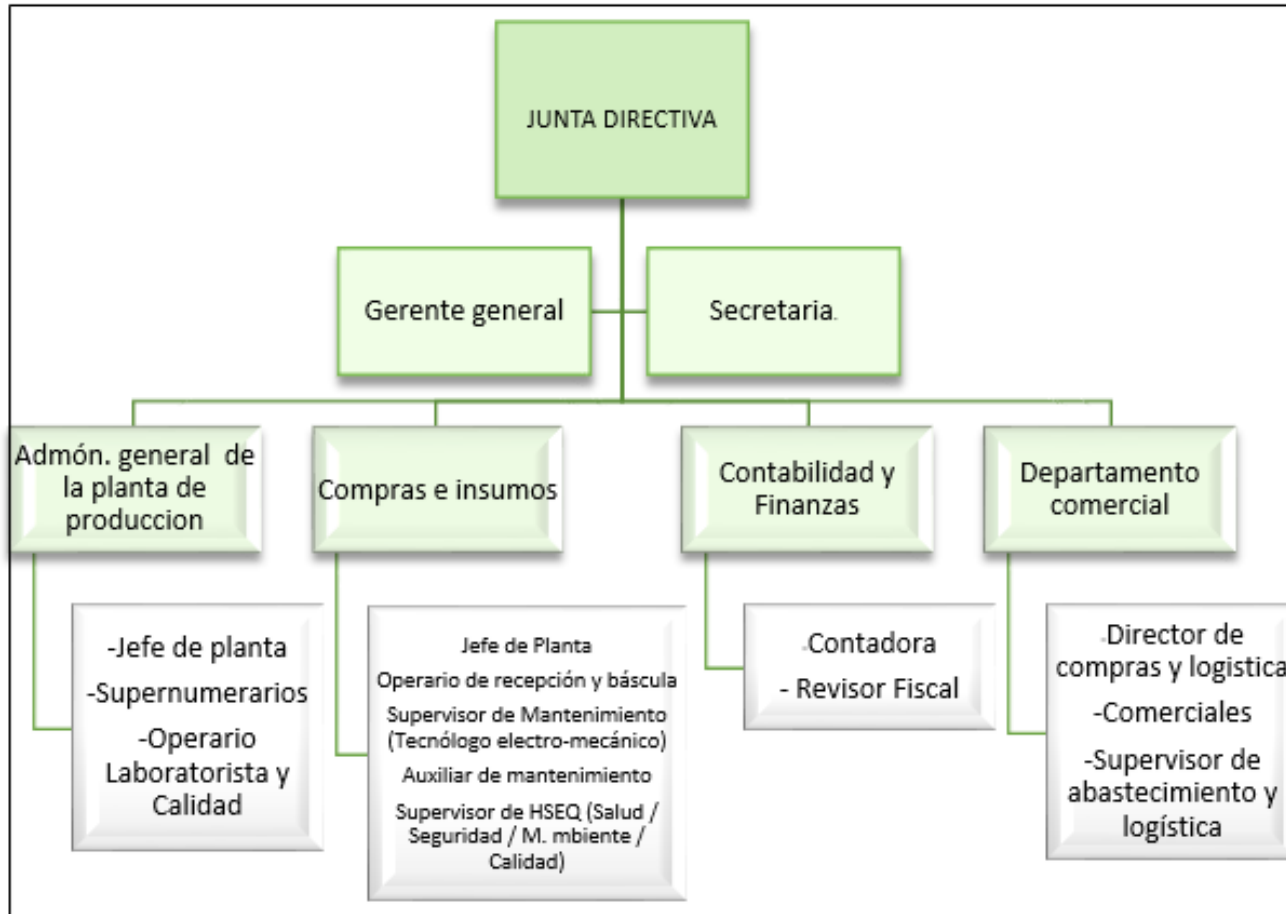 JUNTA DIRECTIVA
Gerente general
Secretaria.
Admón. general de
la planta de
produccion
Compras e insumos
Contabilidad y
Finanzas
Departamento
comercial
-Jefe de planta
-Supernumerarios
-Operario
Laboratorista y
Calidad
Jefe de Planta
Operario de recepción y báscula
Supervisor de Mantenimiento
(Tecnólogo electro-mecánico)
Auxiliar de mantenimiento
Supervisor de HSEQ (Salud /
Seguridad / M. mbiente /
Calidad)
-Contadora
- Revisor Fiscal
-Director de
compras y logistica
-Comerciales
-Supervisor de
abastecimiento y
logística